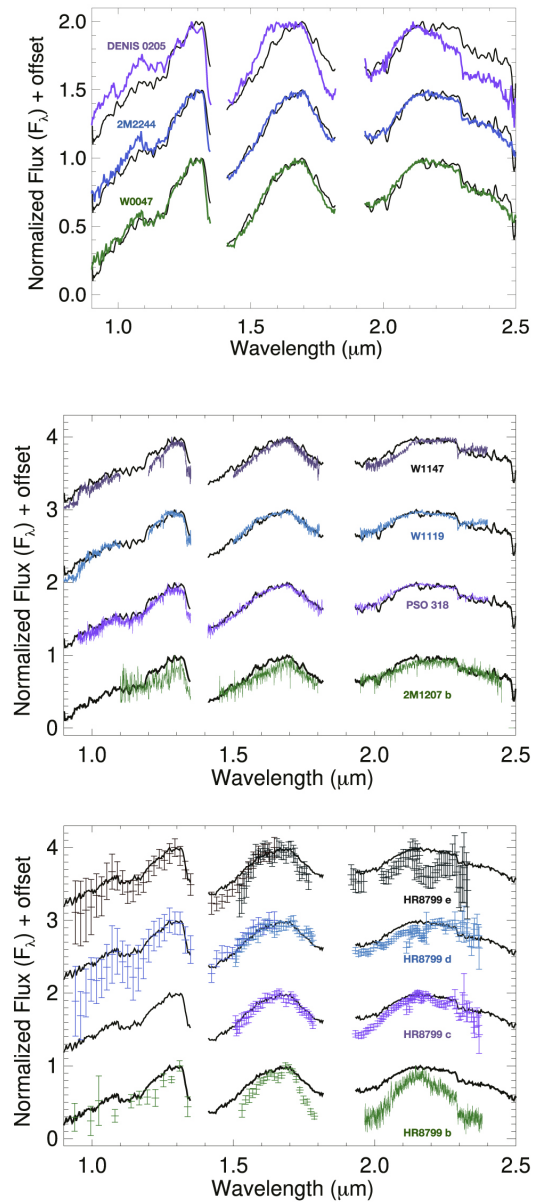 Normalized Flux (Fλ) + offset
2.0
1.5
1.0
0.5
0.0
DENIS 0205
2M2244
W0047
1.0 1.5 2.0 2.5
Wavelength (μm)
Normalized Flux (Fλ) + offset
4
3
2
1
0
W1147
W1119
PSO 318
2M1207 b
1.0 1.5 2.0 2.5
Wavelength (μm)
Normalized Flux (Fλ) + offset
4
3
2
1
0
HR8799 e
HR8799 d
HR8799 c
HR8799 b
1.0 1.5 2.0 2.5
Wavelength (μm)